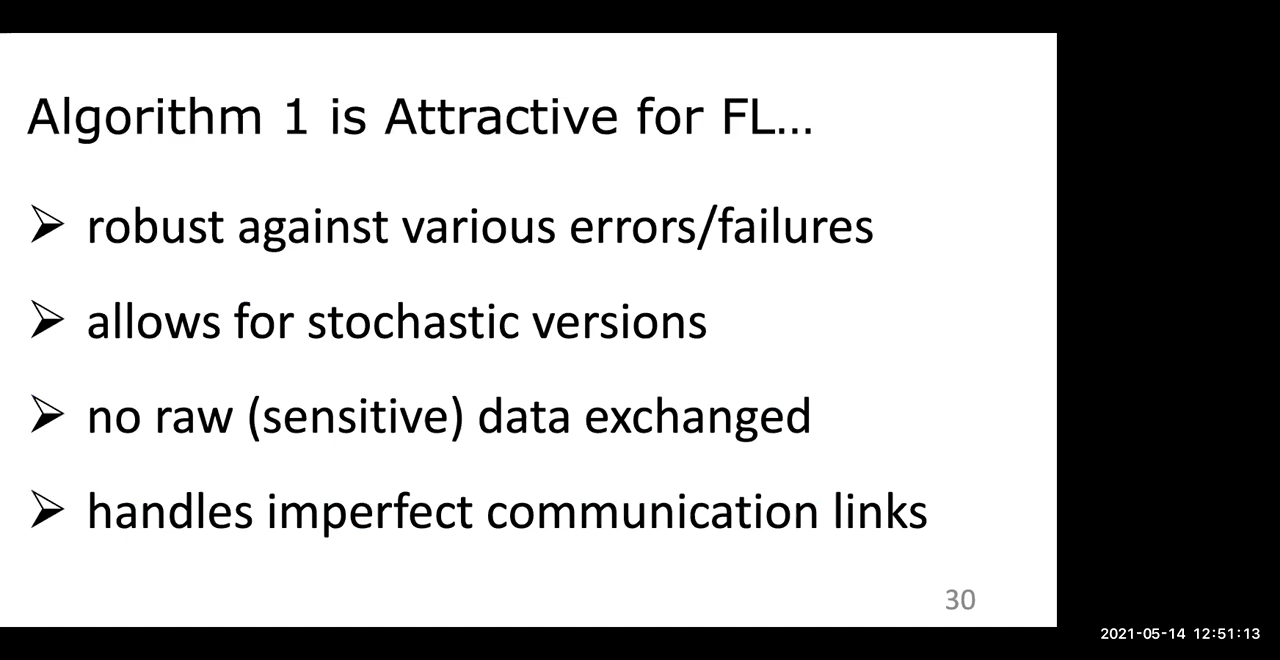 Algorithm 1 is Attractive for FL…
➢ robust against various errors/failures
➢ allows for stochastic versions
➢ no raw (sensitive) data exchanged
➢ handles imperfect communication links
30
2021-05-14 12:51:13